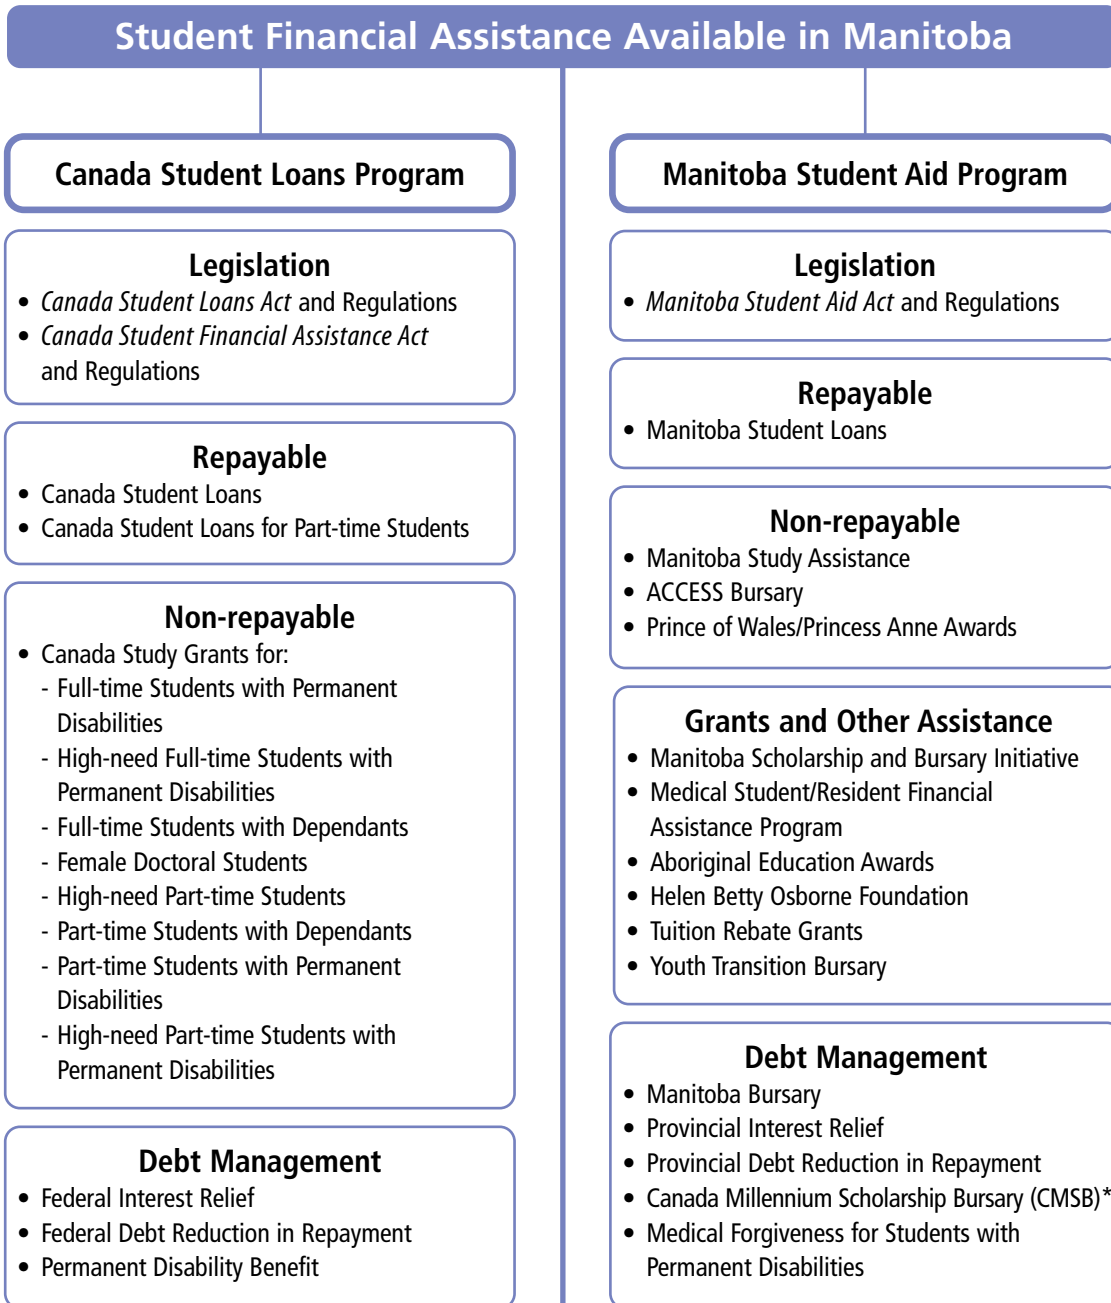 Student Financial Assistance Available in Manitoba
Canada Student Loans Program
Legislation
• Canada Student Loans Act and Regulations
• Canada Student Financial Assistance Act
and Regulations
Repayable
• Canada Student Loans
• Canada Student Loans for Part-time Students
Non-repayable
• Canada Study Grants for:
- Full-time Students with Permanent
Disabilities
- High-need Full-time Students with
Permanent Disabilities
- Full-time Students with Dependants
- Female Doctoral Students
- High-need Part-time Students
- Part-time Students with Dependants
- Part-time Students with Permanent
Disabilities
- High-need Part-time Students with
Permanent Disabilities
Debt Management
• Federal Interest Relief
• Federal Debt Reduction in Repayment
• Permanent Disability Benefit
Manitoba Student Aid Program
Legislation
• Manitoba Student Aid Act and Regulations
Repayable
• Manitoba Student Loans
Non-repayable
• Manitoba Study Assistance
• ACCESS Bursary
• Prince of Wales/Princess Anne Awards
Grants and Other Assistance
• Manitoba Scholarship and Bursary Initiative
• Medical Student/Resident Financial
Assistance Program
• Aboriginal Education Awards
• Helen Betty Osborne Foundation
• Tuition Rebate Grants
• Youth Transition Bursary
Debt Management
• Manitoba Bursary
• Provincial Interest Relief
• Provincial Debt Reduction in Repayment
• Canada Millennium Scholarship Bursary (CMSB)*
• Medical Forgiveness for Students with
Permanent Disabilities